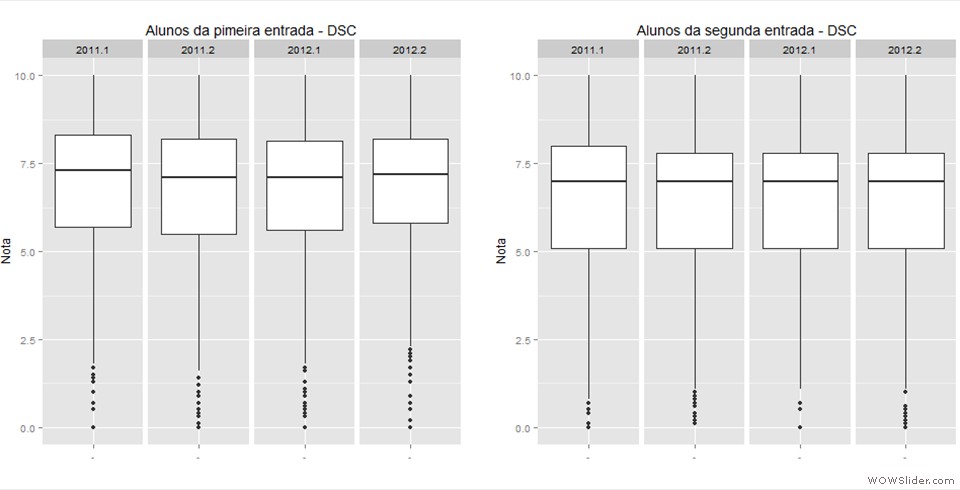 Alunos da pimeira entrada - DSC
2011.1 2011.2 2012.1 2012.2
10.0
7.5
5.0
2.5
0.0
Nota
- - - -
Alunos da segunda entrada - DSC
2011.1 2011.2 2012.1 2012.2
10.0
7.5
5.0
2.5
0.0
Nota
- - - -
WOWSlider.com